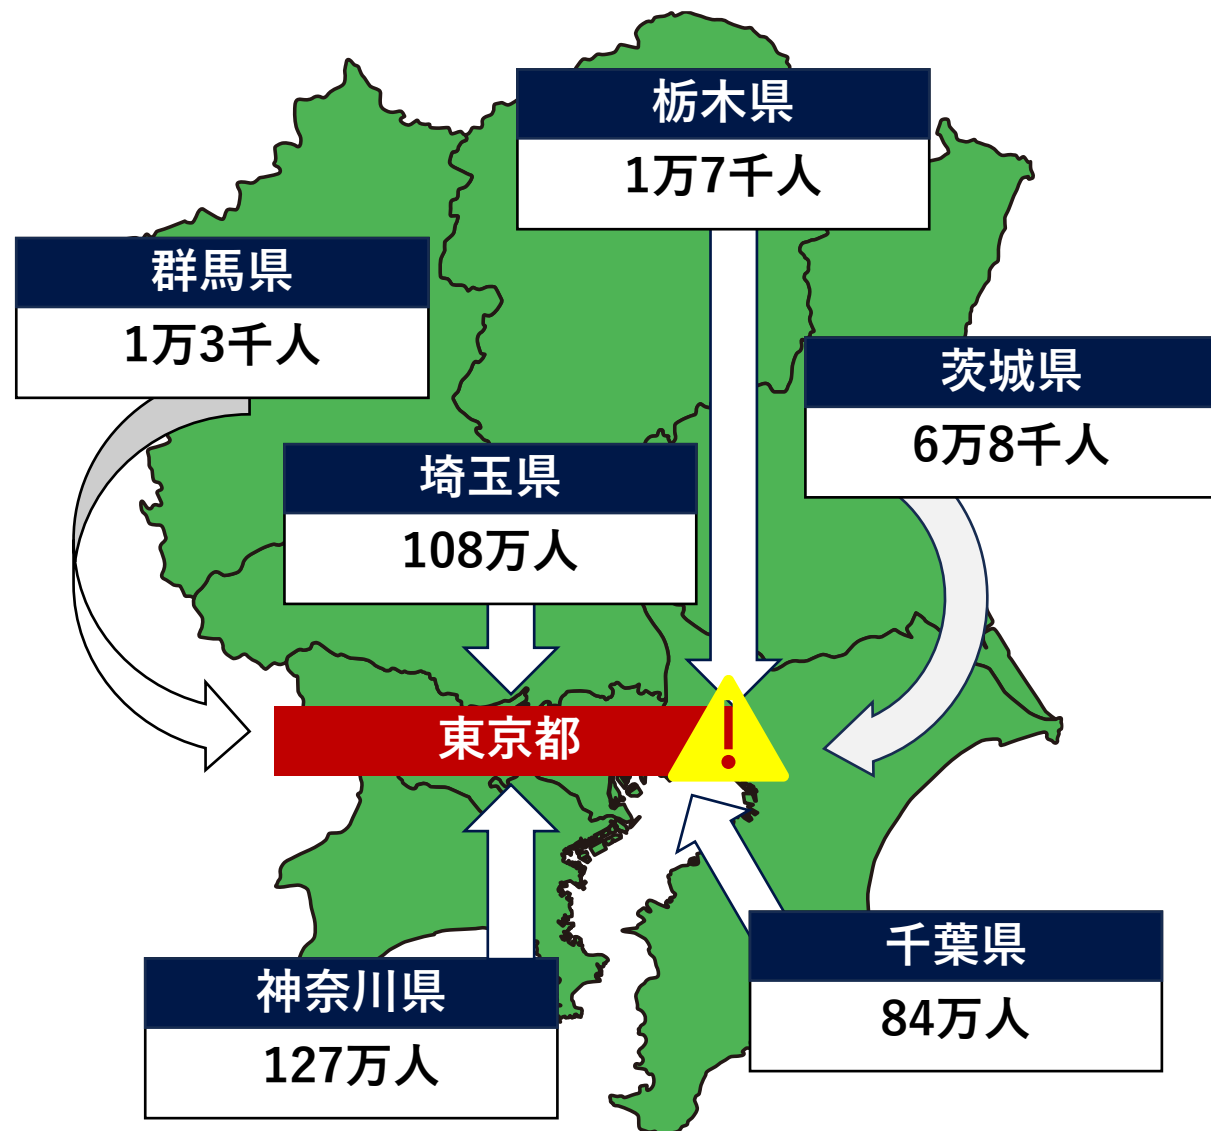 栃木県
1万7千人
群馬県
1万3千人
茨城県
6万8千人
埼玉県
108万人
東京都
!
千葉県
84万人
神奈川県
127万人